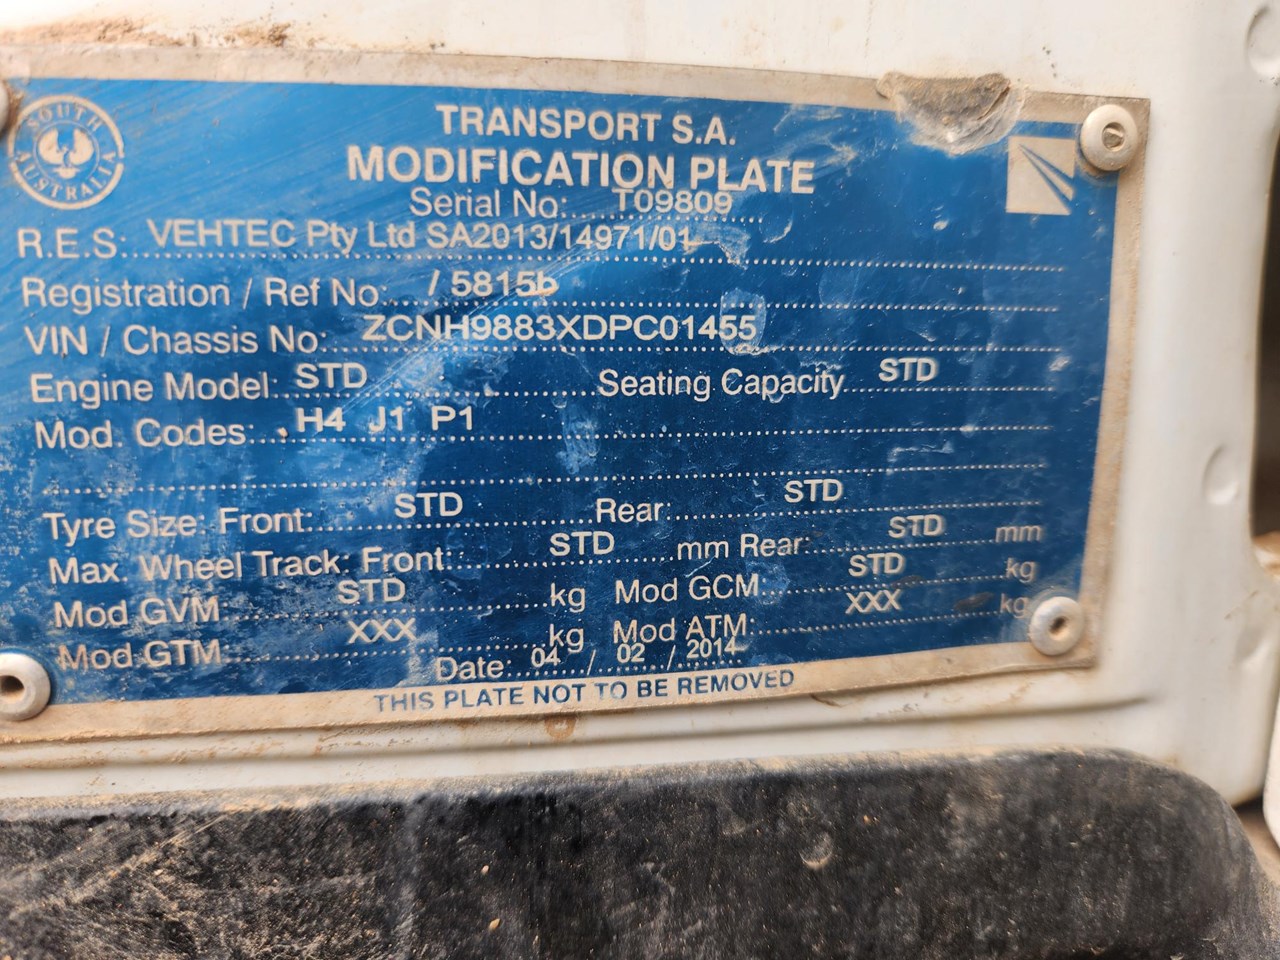 SOUTH AUSTRALIA
TRANSPORT S.A.
MODIFICATION PLATE
Serial No: T09809
R.E.S: VEHTEC Pty Ltd SA2013/14971/01
Registration / Ref No: / 5815b
VIN / Chassis No: ZCNH9883XDPC01455
Engine Model: STD Seating Capacity STD
Mod. Codes: H4 J1 P1
Tyre Size: Front: STD Rear: STD
Max. Wheel Track: Front: STD mm Rear: STD mm
Mod GVM STD kg Mod GCM STD kg
Mod GTM XXX kg Mod ATM XXX kg
Date: 04 / 02 / 2014
THIS PLATE NOT TO BE REMOVED